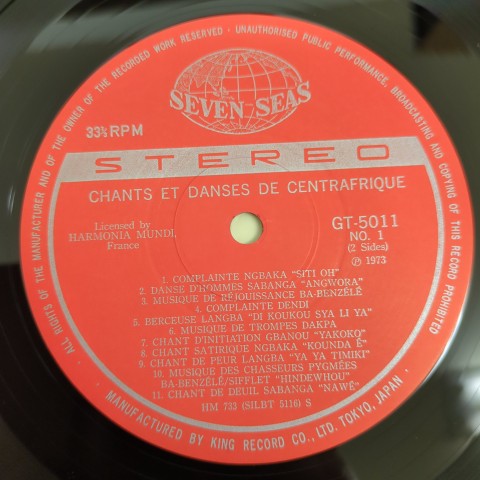 ALL RIGHTS OF THE MANUFACTURER AND OF THE OWNER OF THE RECORDED WORK RESERVED · UNAUTHORISED PUBLIC PERFORMANCE, BROADCASTING AND COPYING OF THIS RECORD PROHIBITED
SEVEN SEAS
33⅓ RPM
STEREO
CHANTS ET DANSES DE CENTRAFRIQUE
Licensed by
HARMONIA MUNDI,
France
GT-5011
NO. 1
(2 Sides)
Ⓟ 1973
1. COMPLAINTE NGBAKA "SITI OH"
2. DANSE D'HOMMES SABANGA "ANGWORA"
3. MUSIQUE DE RÉJOUISSANCE BA-BENZÉLÉ
4. COMPLAINTE DENDI
5. BERCEUSE LANGBA "DI KOUKOU SYA LI YA"
6. MUSIQUE DE TROMPES DAKPA
7. CHANT D'INITIATION GBANOU "YAKOKO"
8. CHANT SATIRIQUE NGBAKA "KOUNDA Ê"
9. CHANT DE PEUR LANGBA "YA YA TIMIKI"
10. MUSIQUE DES CHASSEURS PYGMÉES
BA-BENZÉLÉ/SIFFLET "HINDEWHOU"
11. CHANT DE DEUIL SABANGA "NAWÊ"
HM 733 (SILBT 5116) S
MANUFACTURED BY KING RECORD CO., LTD. TOKYO, JAPAN ·